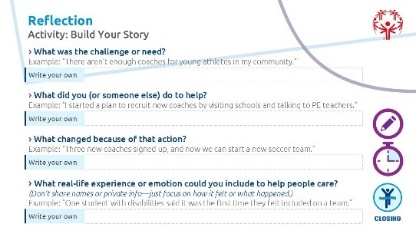 Reflection
Activity: Build Your Story
› What was the challenge or need?
Example: "There aren't enough coaches for young athletes in my community."
Write your own
› What did you (or someone else) do to help?
Example: "I started a plan to recruit new coaches by visiting schools and talking to PE teachers."
Write your own
› What changed because of that action?
Example: "Three new coaches signed up, and now we can start a new soccer team."
Write your own
› What real-life experience or emotion could you include to help people care?
(Don't share names or private info—just focus on how it felt or what happened.)
Example: "One student with disabilities said it was the first time they felt included on a team."
Write your own
CLOSING